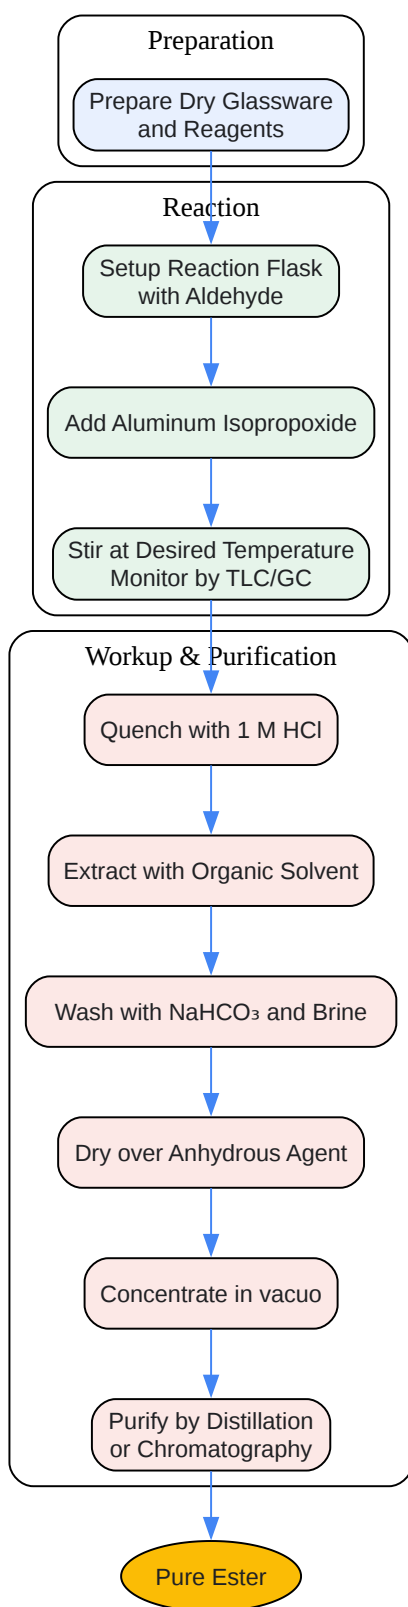 Preparation
Prepare Dry Glassware
and Reagents
Reaction
Setup Reaction Flask
with Aldehyde
Add Aluminum Isopropoxide
Stir at Desired Temperature
Monitor by TLC/GC
Workup & Purification
Quench with 1 M HCl
Extract with Organic Solvent
Wash with NaHCO₃ and Brine
Dry over Anhydrous Agent
Concentrate in vacuo
Purify by Distillation
or Chromatography
Pure Ester